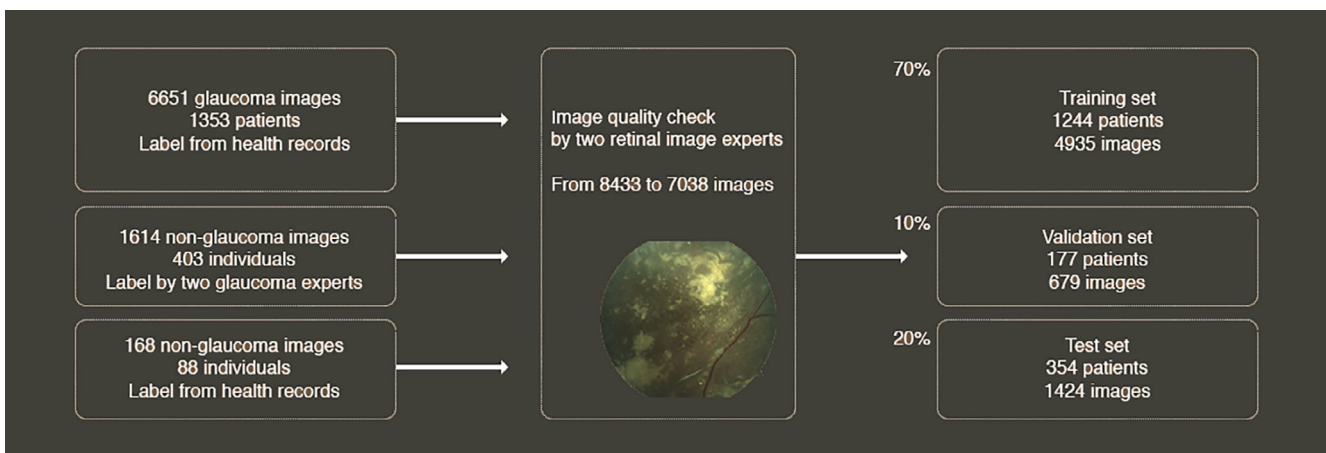 6651 glaucoma images
1353 patients
Label from health records
1614 non-glaucoma images
403 individuals
Label by two glaucoma experts
168 non-glaucoma images
88 individuals
Label from health records
Image quality check
by two retinal image experts
From 8433 to 7038 images
70%
Training set
1244 patients
4935 images
10%
Validation set
177 patients
679 images
20%
Test set
354 patients
1424 images